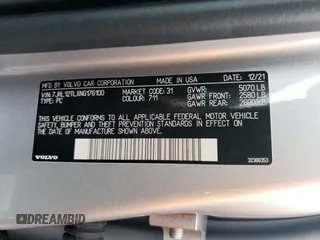 MFD. BY VOLVO CAR CORPORATION MADE IN USA 12/21
VIN: 7JRL12TLXNG176100 MARKET CODE: 31 GVWR: 5070 LB
TYPE: PC COLOUR: 711 GAWR FRONT: 2580 LB
GAWR REAR: 2600 LB
THIS VEHICLE CONFORMS TO ALL APPLICABLE FEDERAL MOTOR VEHICLE
SAFETY, BUMPER AND THEFT PREVENTION STANDARDS IN EFFECT
ON THE DATE OF MANUFACTURE SHOWN ABOVE.
VOLVO 32366353
DREAMBID